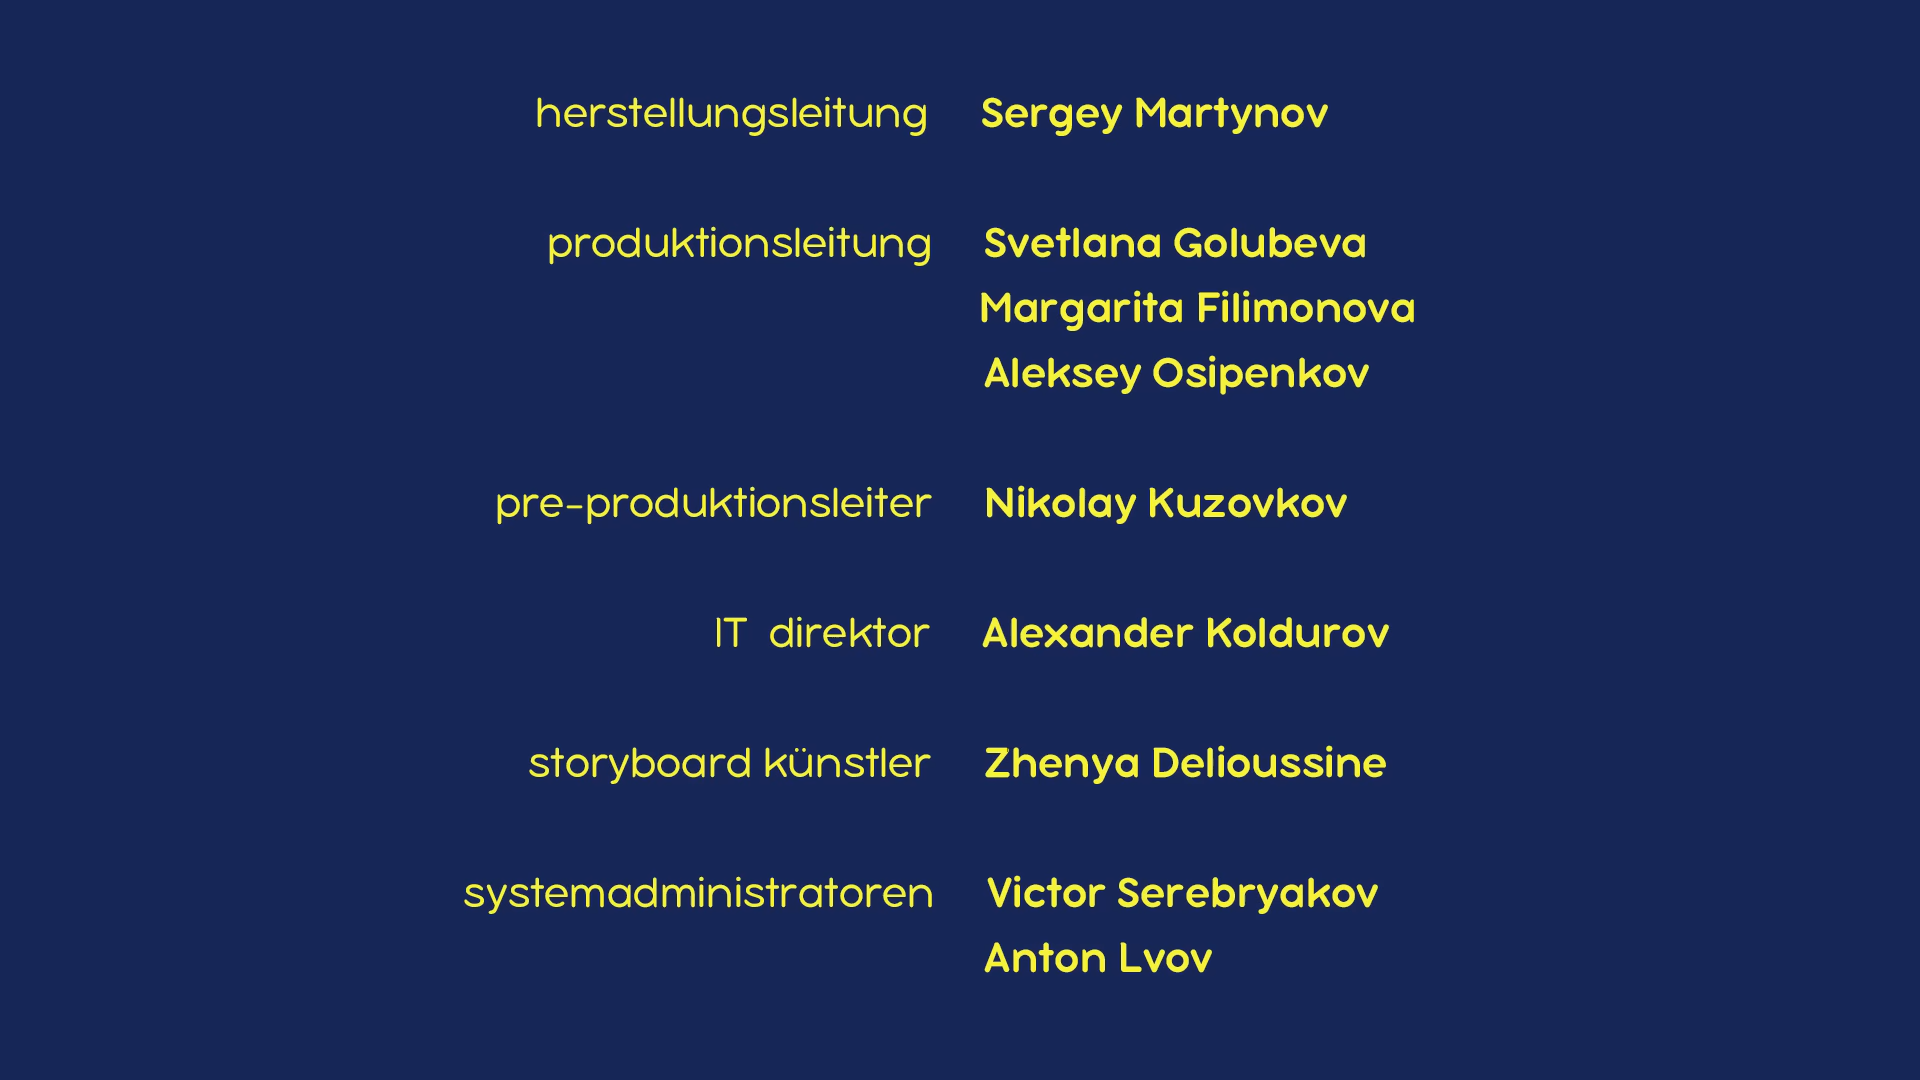 herstellungsleitung Sergey Martynov
produktionsleitung Svetlana Golubeva
Margarita Filimonova
Aleksey Osipenkov
pre-produktionsleiter Nikolay Kuzovkov
IT direktor Alexander Koldurov
storyboard künstler Zhenya Delioussine
systemadministratoren Victor Serebryakov
Anton Lvov